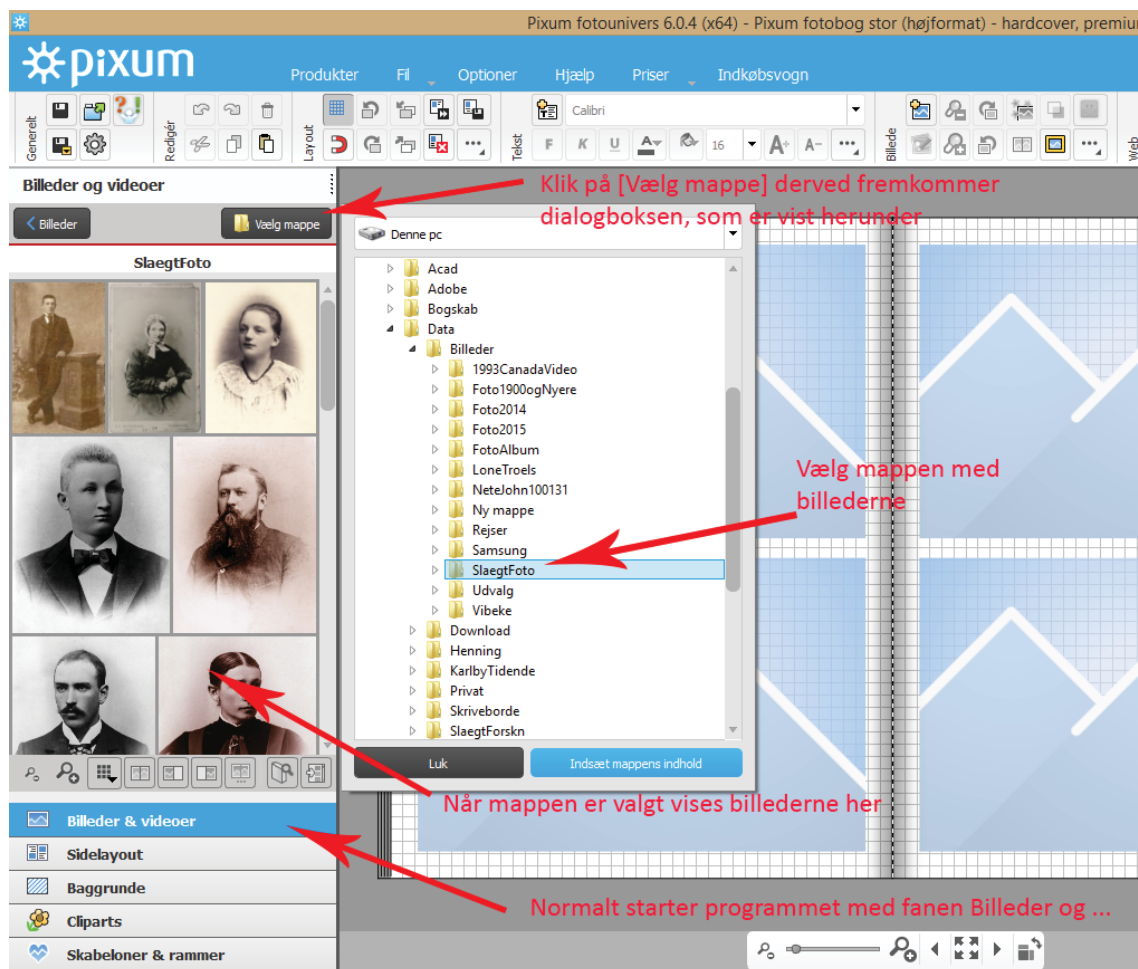 Pixum fotounivers 6.0.4 (x64) - Pixum fotobog stor (højformat) - hardcover, premiu
pixum
Produkter Fil Optioner Hjælp Priser Indkøbsvogn
Generelt
Redigér
Layout
Tekst
Calibri
F K U A 16 A+ A-
Billede
Web
Billeder og videoer
Billeder
Vælg mappe
Klik på [Vælg mappe] derved fremkommer
dialogboksen, som er vist herunder
SlaegtFoto
Denne pc
Acad
Adobe
Bogskab
Data
Billeder
1993CanadaVideo
Foto1900ogNyere
Foto2014
Foto2015
FotoAlbum
LoneTroels
NeteJohn100131
Ny mappe
Rejser
Samsung
SlaegtFoto
Udvalg
Vibeke
Download
Henning
KarlbyTidende
Privat
Skriveborde
SlaegtForskn
Vælg mappen med
billederne
Luk
Indsæt mappens indhold
Når mappen er valgt vises billederne her
Billeder & videoer
Sidelayout
Baggrunde
Cliparts
Skabeloner & rammer
Normalt starter programmet med fanen Billeder og ...